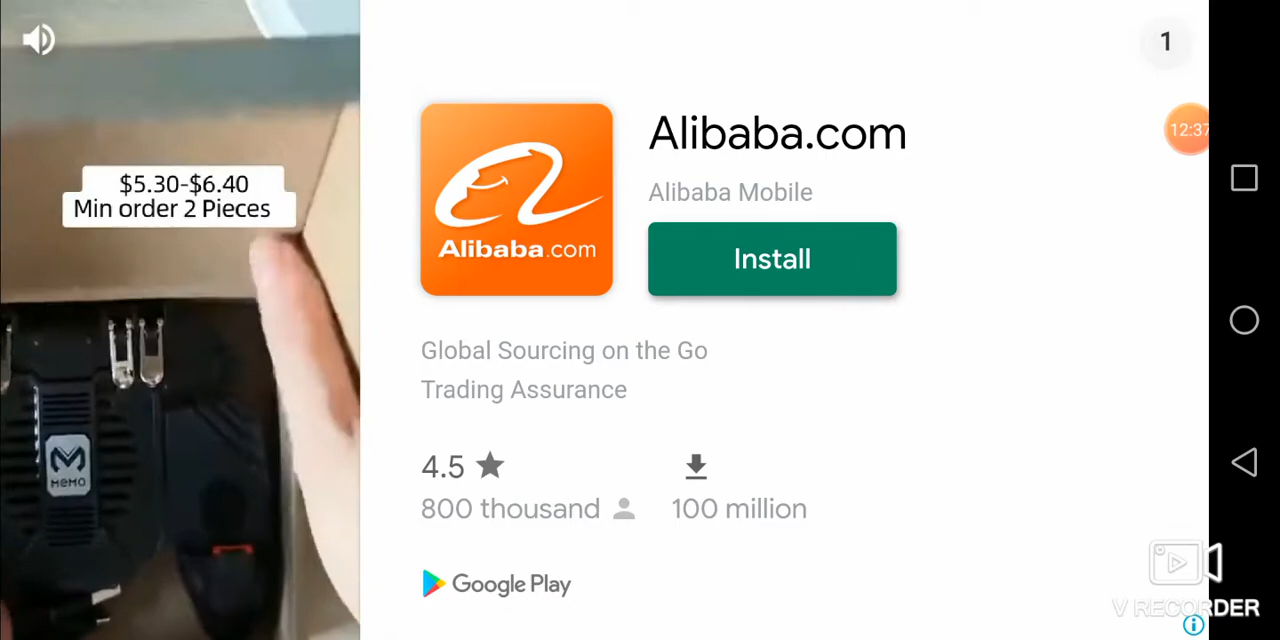 $5.30-$6.40
Min order 2 Pieces
MEMO
Alibaba.com
Alibaba.com
Alibaba Mobile
Install
Global Sourcing on the Go
Trading Assurance
4.5
800 thousand
100 million
Google Play
1
12:37
V RECORDER